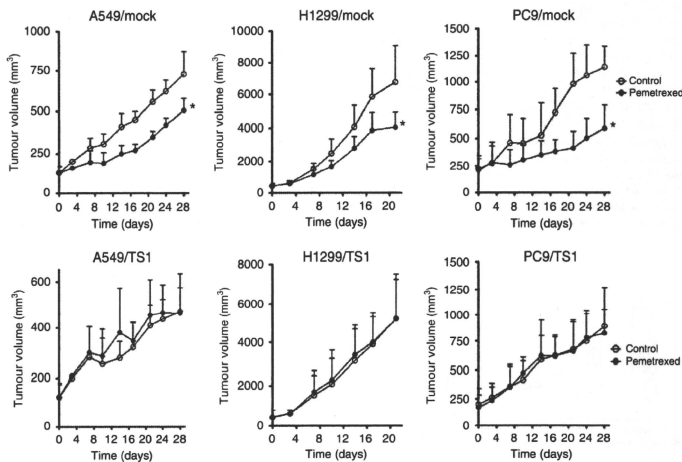 A549/mock
H1299/mock
PC9/mock
Tumour volume (mm³)
1000
750
500
250
0
0 4 8 12 16 20 24 28
Time (days)
*
Tumour volume (mm³)
10000
8000
6000
4000
2000
0
0 4 8 12 16 20
Time (days)
*
Tumour volume (mm³)
1500
1250
1000
750
500
250
0
0 4 8 12 16 20 24 28
Time (days)
*
Control
Pemetrexed
A549/TS1
H1299/TS1
PC9/TS1
Tumour volume (mm³)
600
400
200
0
0 4 8 12 16 20 24 28
Time (days)
Tumour volume (mm³)
8000
6000
4000
2000
0
0 4 8 12 16 20
Time (days)
Tumour volume (mm³)
1500
1250
1000
750
500
250
0
0 4 8 12 16 20 24 28
Time (days)
Control
Pemetrexed